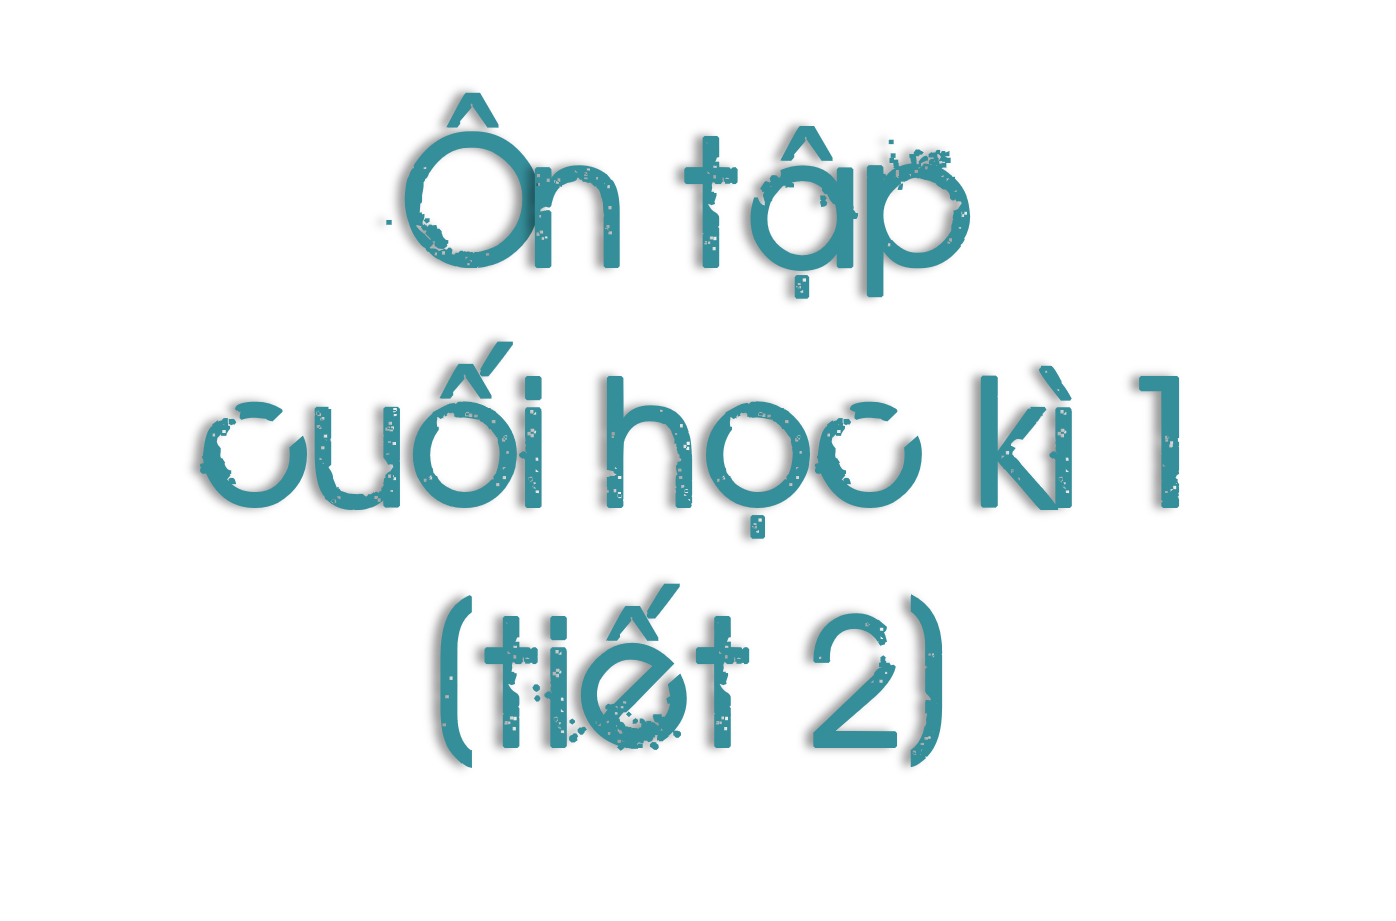 Ôn tập
cuối học kì 1
(tiết 2)